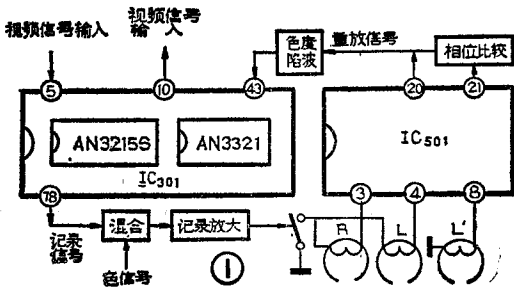 视频信号输入
视频信号
输 入
色度
陷波
重放信号
相位比较
5
10
43
20
21
AN3215S
AN3321
IC301
IC501
78
3
4
8
记录
信号
混合
记录放大
色信号
R
L
L'
1